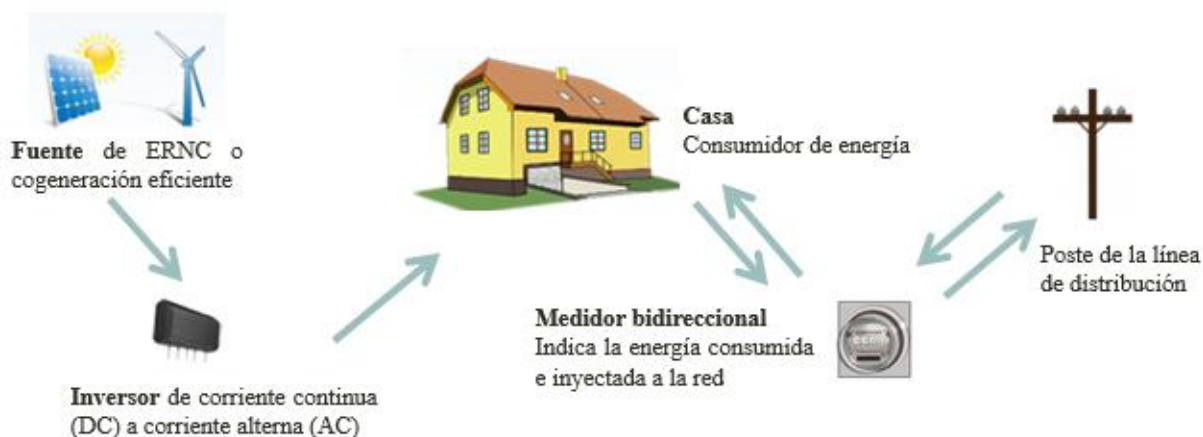 Fuente de ERNC o
cogeneración eficiente
Inversor de corriente continua
(DC) a corriente alterna (AC)
Casa
Consumidor de energía
Medidor bidireccional
Indica la energía consumida
e inyectada a la red
Poste de la línea
de distribución